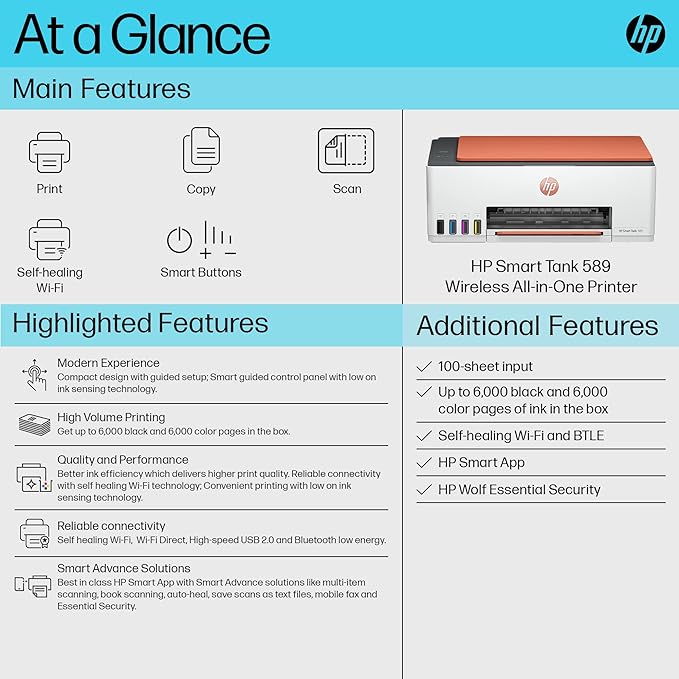 At a Glance
hp
Main Features
Print
Copy
Scan
Self-healing
Wi-Fi
Smart Buttons
hp
HP Smart Tank 589
Wireless All-in-One Printer
Highlighted Features
Modern Experience
Compact design with guided setup; Smart guided control panel with low on
ink sensing technology.
High Volume Printing
Get up to 6,000 black and 6,000 color pages in the box.
Quality and Performance
Better ink efficiency which delivers higher print quality. Reliable connectivity
with self healing Wi-Fi technology; Convenient printing with low on ink
sensing technology.
Reliable connectivity
Self healing Wi-Fi, Wi-Fi Direct, High-speed USB 2.0 and Bluetooth low energy.
Smart Advance Solutions
Best in class HP Smart App with Smart Advance solutions like multi-item
scanning, book scanning, auto-heal, save scans as text files, mobile fax and
Essential Security.
Additional Features
100-sheet input
Up to 6,000 black and 6,000
color pages of ink in the box
Self-healing Wi-Fi and BTLE
HP Smart App
HP Wolf Essential Security